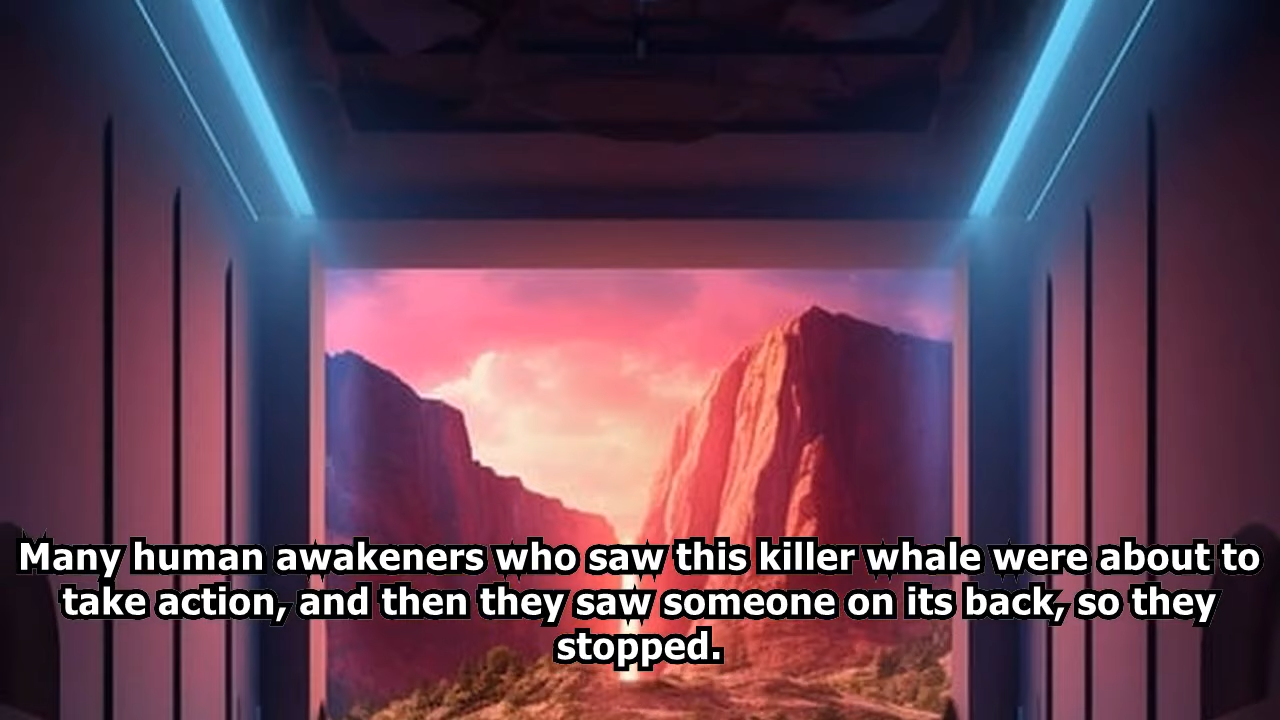 Many human awakeners who saw this killer whale were about to
take action, and then they saw someone on its back, so they
stopped.